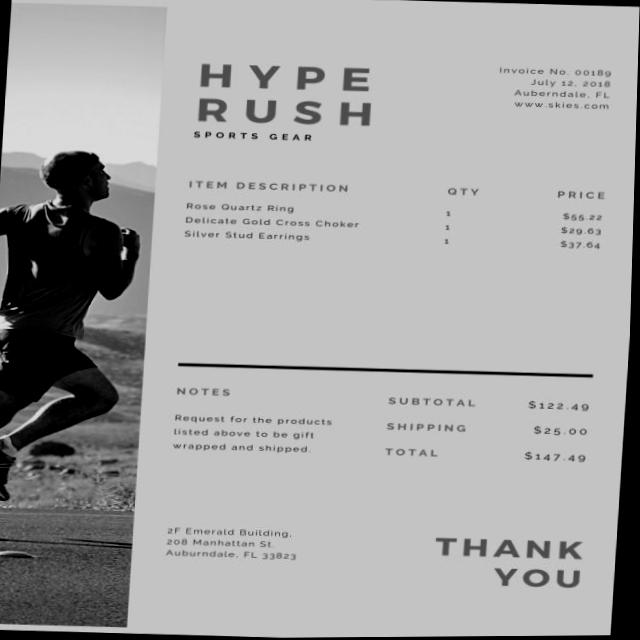 HYPE
RUSH
SPORTS GEAR
Invoice No. 00189
July 12, 2018
Auberndale, FL
www.skies.com
ITEM DESCRIPTION QTY PRICE
Rose Quartz Ring 1 $55.22
Delicate Gold Cross Choker 1 $29.63
Silver Stud Earrings 1 $37.64
NOTES
Request for the products
listed above to be gift
wrapped and shipped.
SUBTOTAL $122.49
SHIPPING $25.00
TOTAL $147.49
2F Emerald Building,
208 Manhattan St.
Auburndale, FL 33823
THANK
YOU